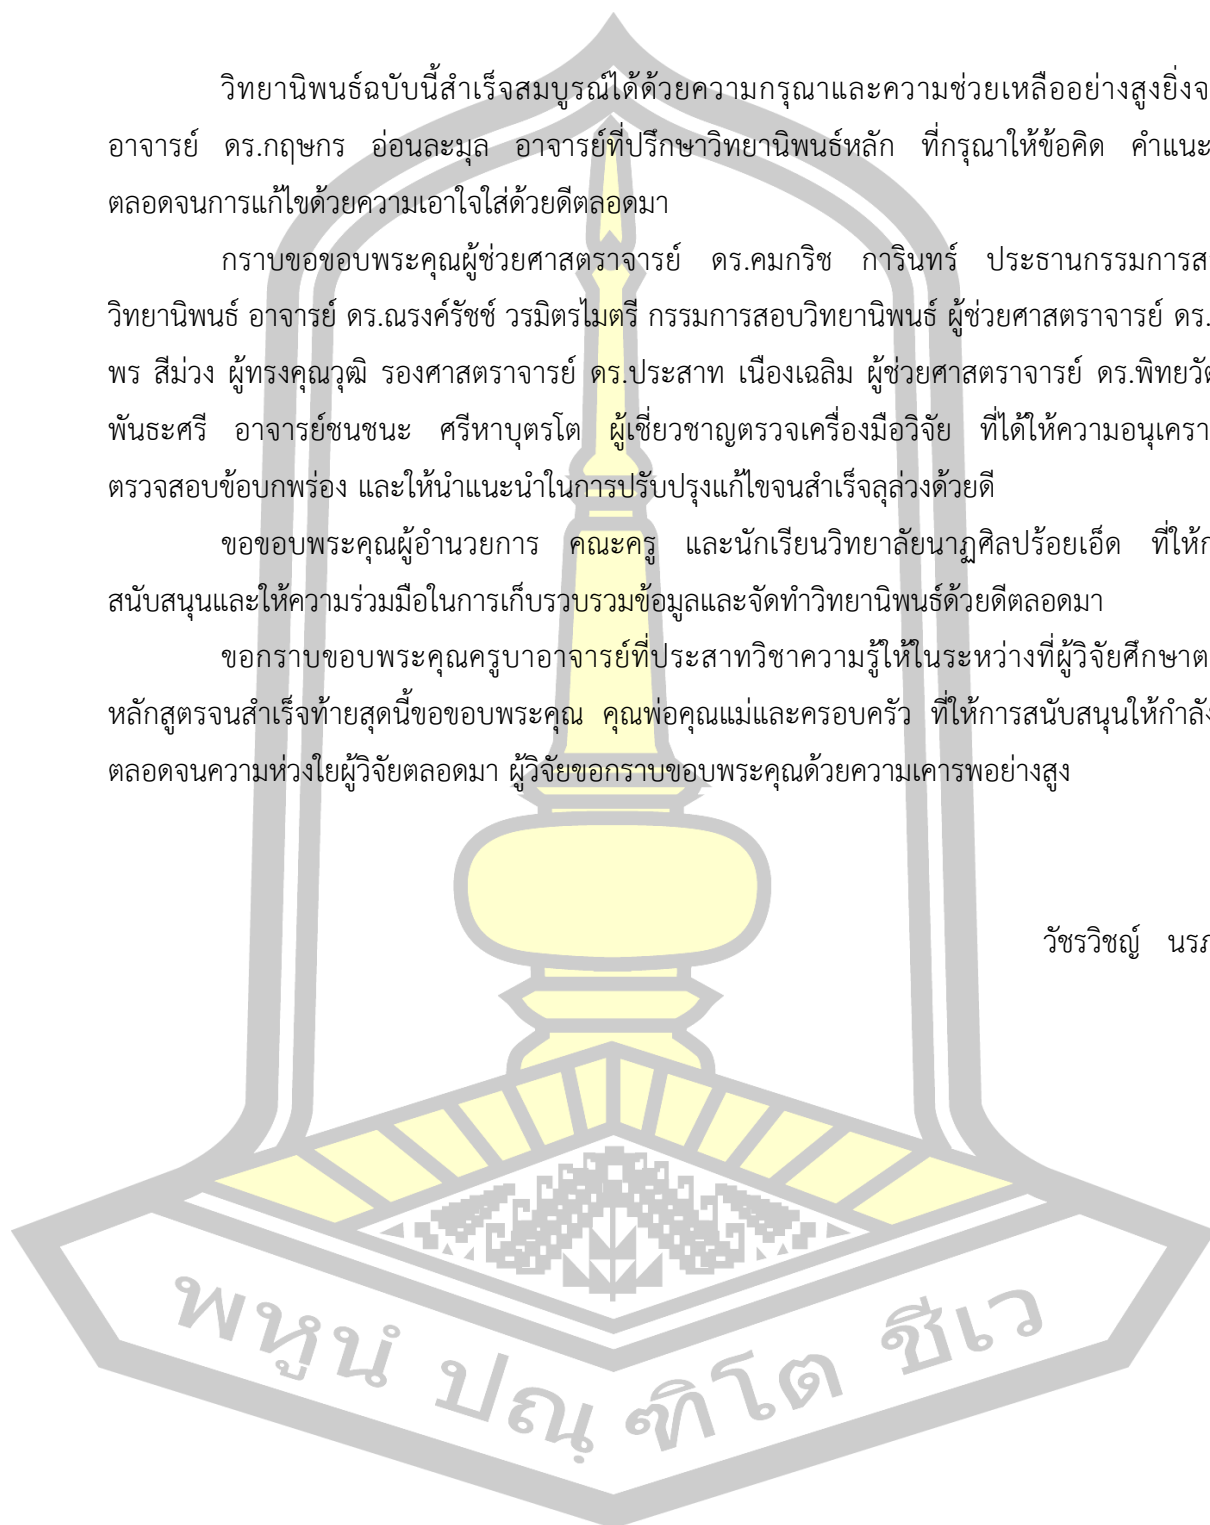 วิทยานิพนธ์ฉบับนี้สำเร็จสมบูรณ์ได้ด้วยความกรุณาและความช่วยเหลืออย่างสูงยิ่งจ
อาจารย์ ดร.กฤษกร อ่อนละมุล อาจารย์ที่ปรึกษาวิทยานิพนธ์หลัก ที่กรุณาให้ข้อคิด คำแนะ
ตลอดจนการแก้ไขด้วยความเอาใจใส่ด้วยดีตลอดมา
กราบขอขอบพระคุณผู้ช่วยศาสตราจารย์ ดร.คมกริช การินทร์ ประธานกรรมการส
วิทยานิพนธ์ อาจารย์ ดร.ณรงค์รัชช์ วรมิตรไมตรี กรรมการสอบวิทยานิพนธ์ ผู้ช่วยศาสตราจารย์ ดร.
พร สีม่วง ผู้ทรงคุณวุฒิ รองศาสตราจารย์ ดร.ประสาท เนืองเฉลิม ผู้ช่วยศาสตราจารย์ ดร.พิทยวั
พันธะศรี อาจารย์ชนชนะ ศรีหาบุตรโต ผู้เชี่ยวชาญตรวจเครื่องมือวิจัย ที่ได้ให้ความอนุเครา
ตรวจสอบข้อบกพร่อง และให้นำแนะนำในการปรับปรุงแก้ไขจนสำเร็จลุล่วงด้วยดี
ขอขอบพระคุณผู้อำนวยการ คณะครู และนักเรียนวิทยาลัยนาฏศิลปร้อยเอ็ด ที่ให้ก
สนับสนุนและให้ความร่วมมือในการเก็บรวบรวมข้อมูลและจัดทำวิทยานิพนธ์ด้วยดีตลอดมา
ขอกราบขอบพระคุณครูบาอาจารย์ที่ประสาทวิชาความรู้ให้ในระหว่างที่ผู้วิจัยศึกษาต
หลักสูตรจนสำเร็จท้ายสุดนี้ขอขอบพระคุณ คุณพ่อคุณแม่และครอบครัว ที่ให้การสนับสนุนให้กำลัง
ตลอดจนความห่วงใยผู้วิจัยตลอดมา ผู้วิจัยขอกราบขอบพระคุณด้วยความเคารพอย่างสูง
วัชรวิชญ์ นรภ
พหูนํ ปณฺฑิโต ชีเว